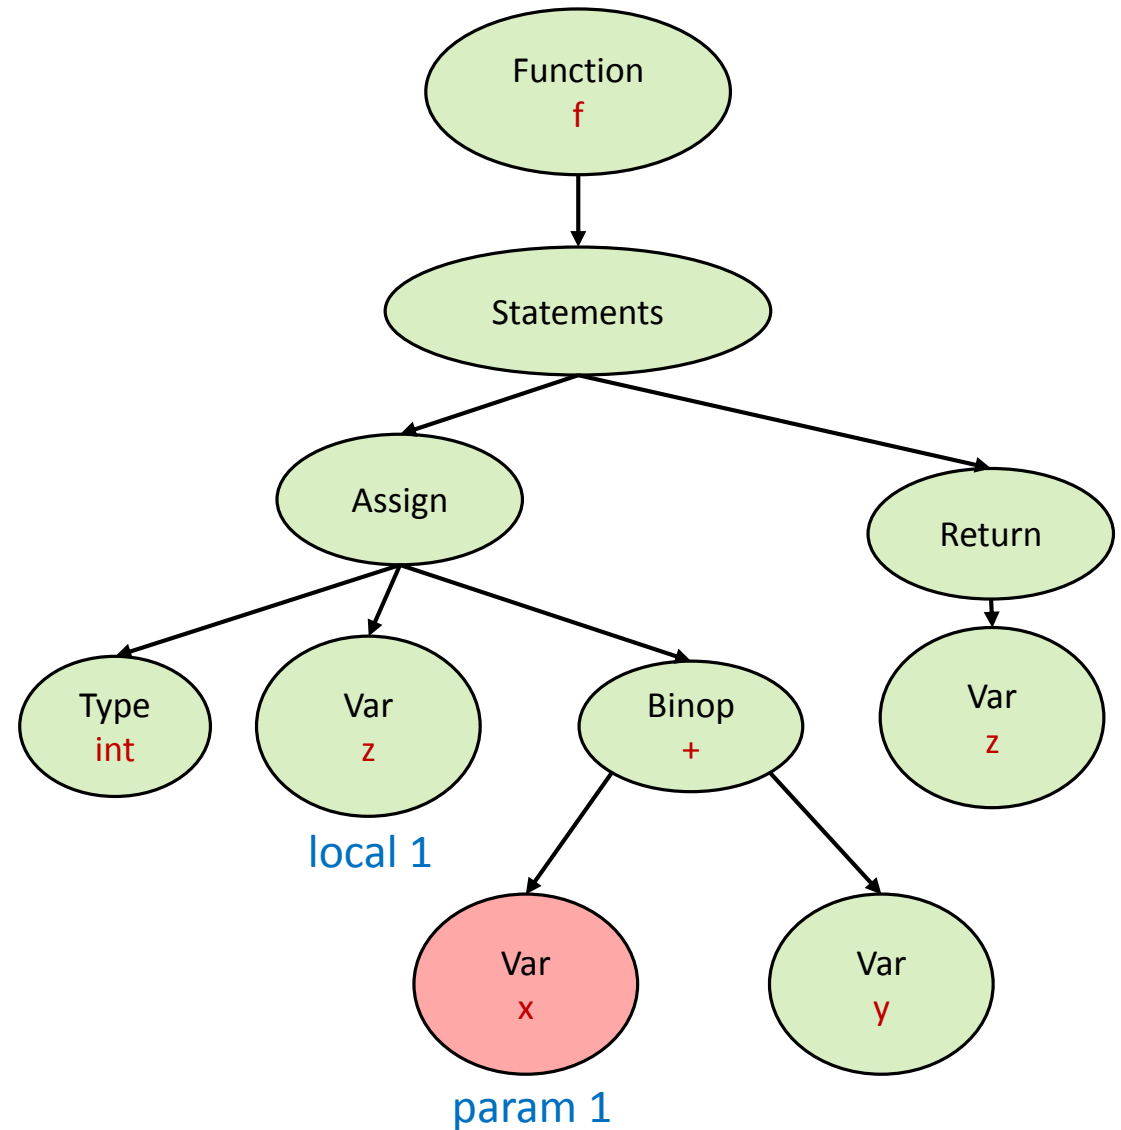 Function
f
Statements
Assign
Return
Type
int
Var
z
Binop
+
Var
z
local 1
Var
x
Var
y
param 1